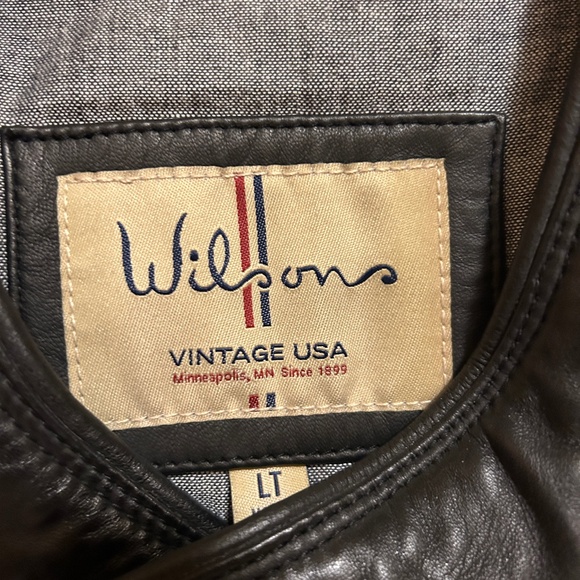 Wilsons
VINTAGE USA
Minneapolis, MN Since 1899
LT